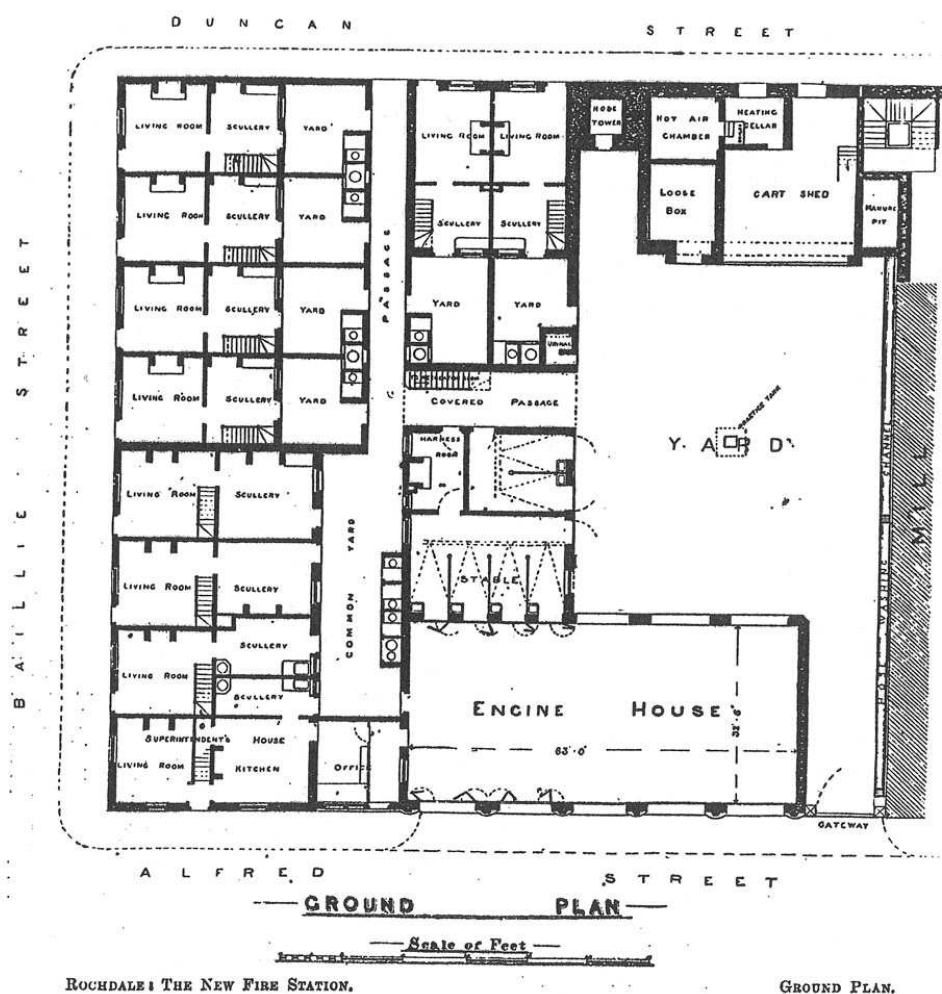 DUNCAN STREET
LIVING ROOM SCULLERY YARD
LIVING ROOM LIVING ROOM
HOSE TOWER
HOT AIR CHAMBER
HEATING CELLAR
LIVING ROOM SCULLERY YARD
SCULLERY SCULLERY
LOOSE BOX
CART SHED
MANURE PIT
PASSAGE
LIVING ROOM SCULLERY YARD
YARD YARD
URINAL
LIVING ROOM SCULLERY YARD
COVERED PASSAGE
HARNESS ROOM
YARD
CHANNEL
MILL
BAILLIE STREET
LIVING ROOM SCULLERY
COMMON YARD
LIVING ROOM SCULLERY
STABLE
HOSE WASHING
LIVING ROOM SCULLERY
SCULLERY
SUPERINTENDENT'S HOUSE
LIVING ROOM KITCHEN
OFFICE
ENGINE HOUSE
63'·0"
32'·6"
GATEWAY
ALFRED STREET
GROUND PLAN
Scale of Feet
ROCHDALE: THE NEW FIRE STATION. GROUND PLAN.